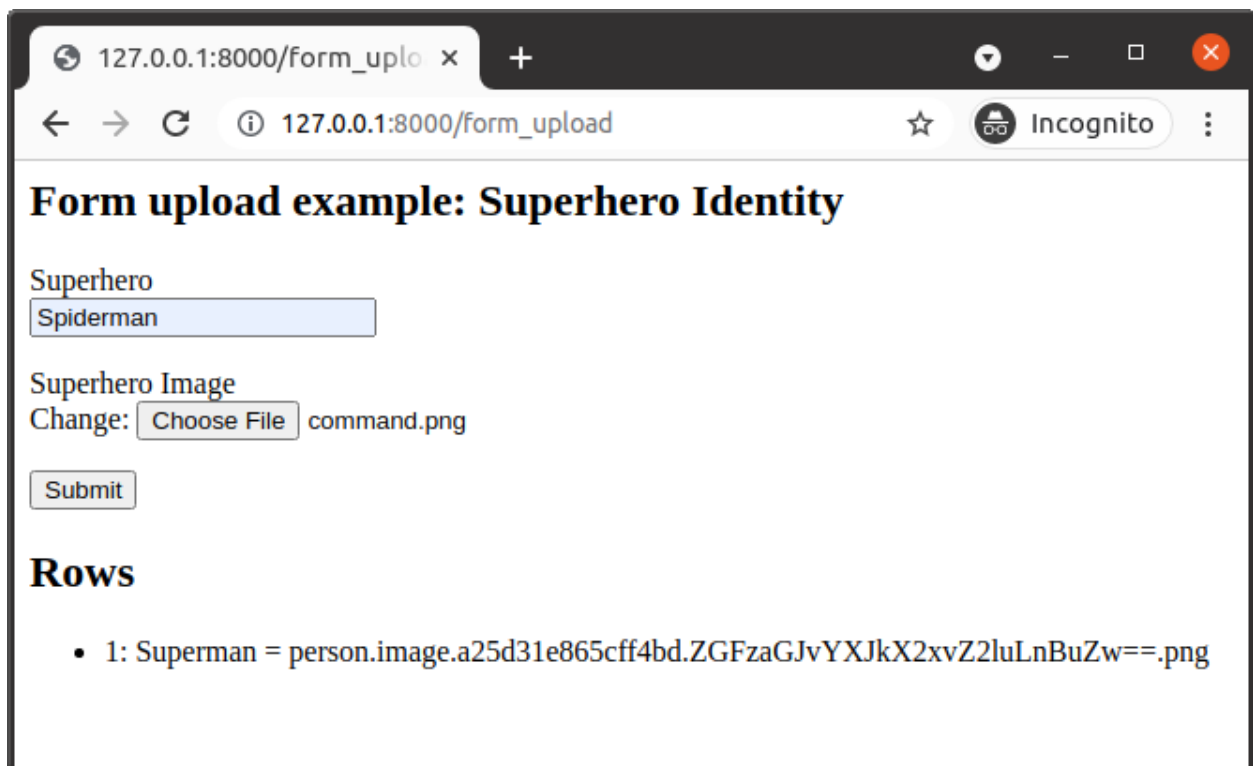 127.0.0.1:8000/form_uplo
127.0.0.1:8000/form_upload
Incognito
Form upload example: Superhero Identity
Superhero
Spiderman
Superhero Image
Change: Choose File command.png
Submit
Rows
• 1: Superman = person.image.a25d31e865cff4bd.ZGFzaGJvYXJkX2xvZ2luLnBuZw==.png